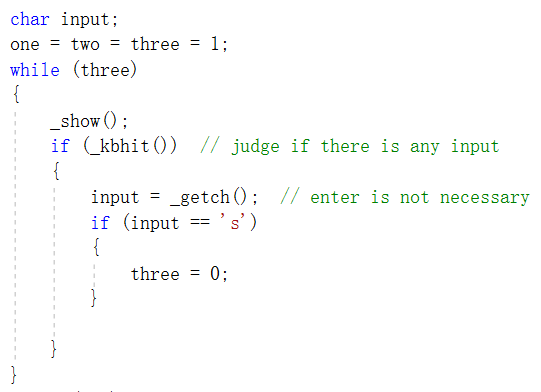 char input;
one = two = three = 1;
while (three)
{
_show();
if (_kbhit()) // judge if there is any input
{
input = _getch(); // enter is not necessary
if (input == 's')
{
three = 0;
}
}
}